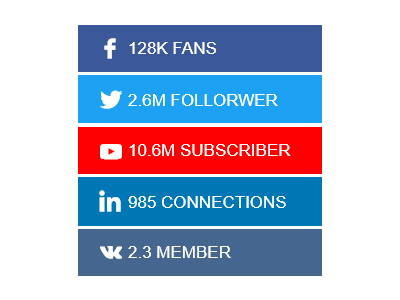 128K FANS
2.6M FOLLORWER
10.6M SUBSCRIBER
985 CONNECTIONS
2.3 MEMBER